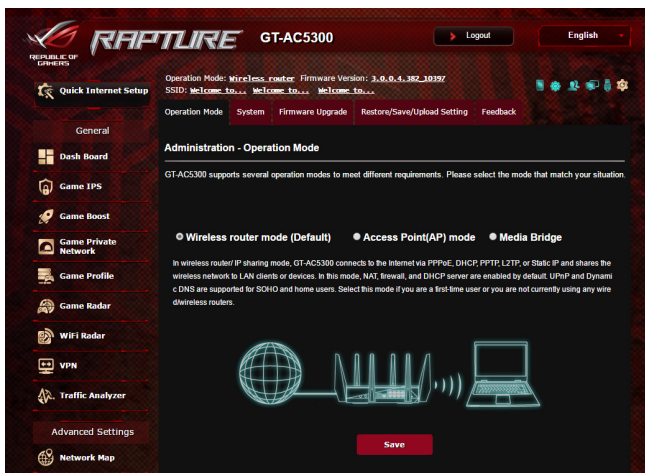 REPUBLIC OF
GAMERS
RAPTURE
GT-AC5300
Logout
English
Quick Internet Setup
Operation Mode: Wireless router Firmware Version: 3.0.0.4.382_10397
SSID: Welcome to... Welcome to... Welcome to...
Operation Mode System Firmware Upgrade Restore/Save/Upload Setting Feedback
General
Dash Board
Game IPS
Game Boost
Game Private
Network
Game Profile
Game Radar
WiFi Radar
VPN
Traffic Analyzer
Advanced Settings
Network Map
Administration - Operation Mode
GT-AC5300 supports several operation modes to meet different requirements. Please select the mode that match your situation.
Wireless router mode (Default) Access Point(AP) mode Media Bridge
In wireless router/ IP sharing mode, GT-AC5300 connects to the Internet via PPPoE, DHCP, PPTP, L2TP, or Static IP and shares the
wireless network to LAN clients or devices. In this mode, NAT, firewall, and DHCP server are enabled by default. UPnP and Dynami
c DNS are supported for SOHO and home users. Select this mode if you are a first-time user or you are not currently using any wire
d/wireless routers.
Save